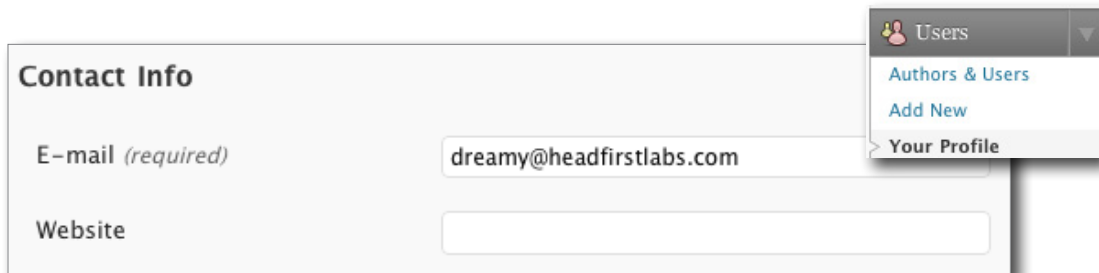 Users
Authors & Users
Add New
Your Profile
Contact Info
E-mail (required)
dreamy@headfirstlabs.com
Website